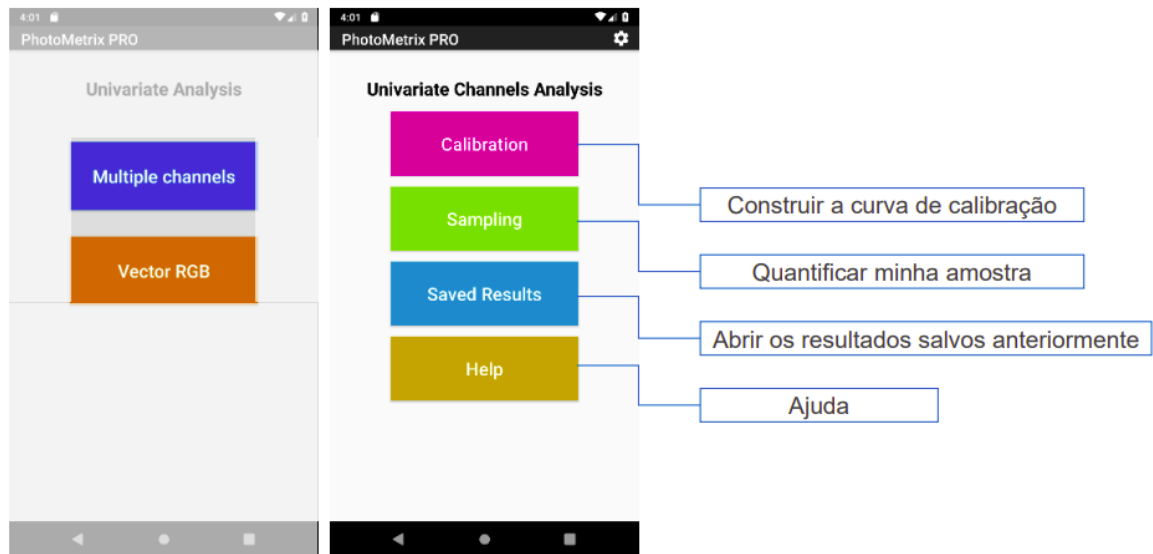 4:01
PhotoMetrix PRO
Univariate Analysis
Multiple channels
Vector RGB
4:01
PhotoMetrix PRO
Univariate Channels Analysis
Calibration
Sampling
Saved Results
Help
Construir a curva de calibração
Quantificar minha amostra
Abrir os resultados salvos anteriormente
Ajuda